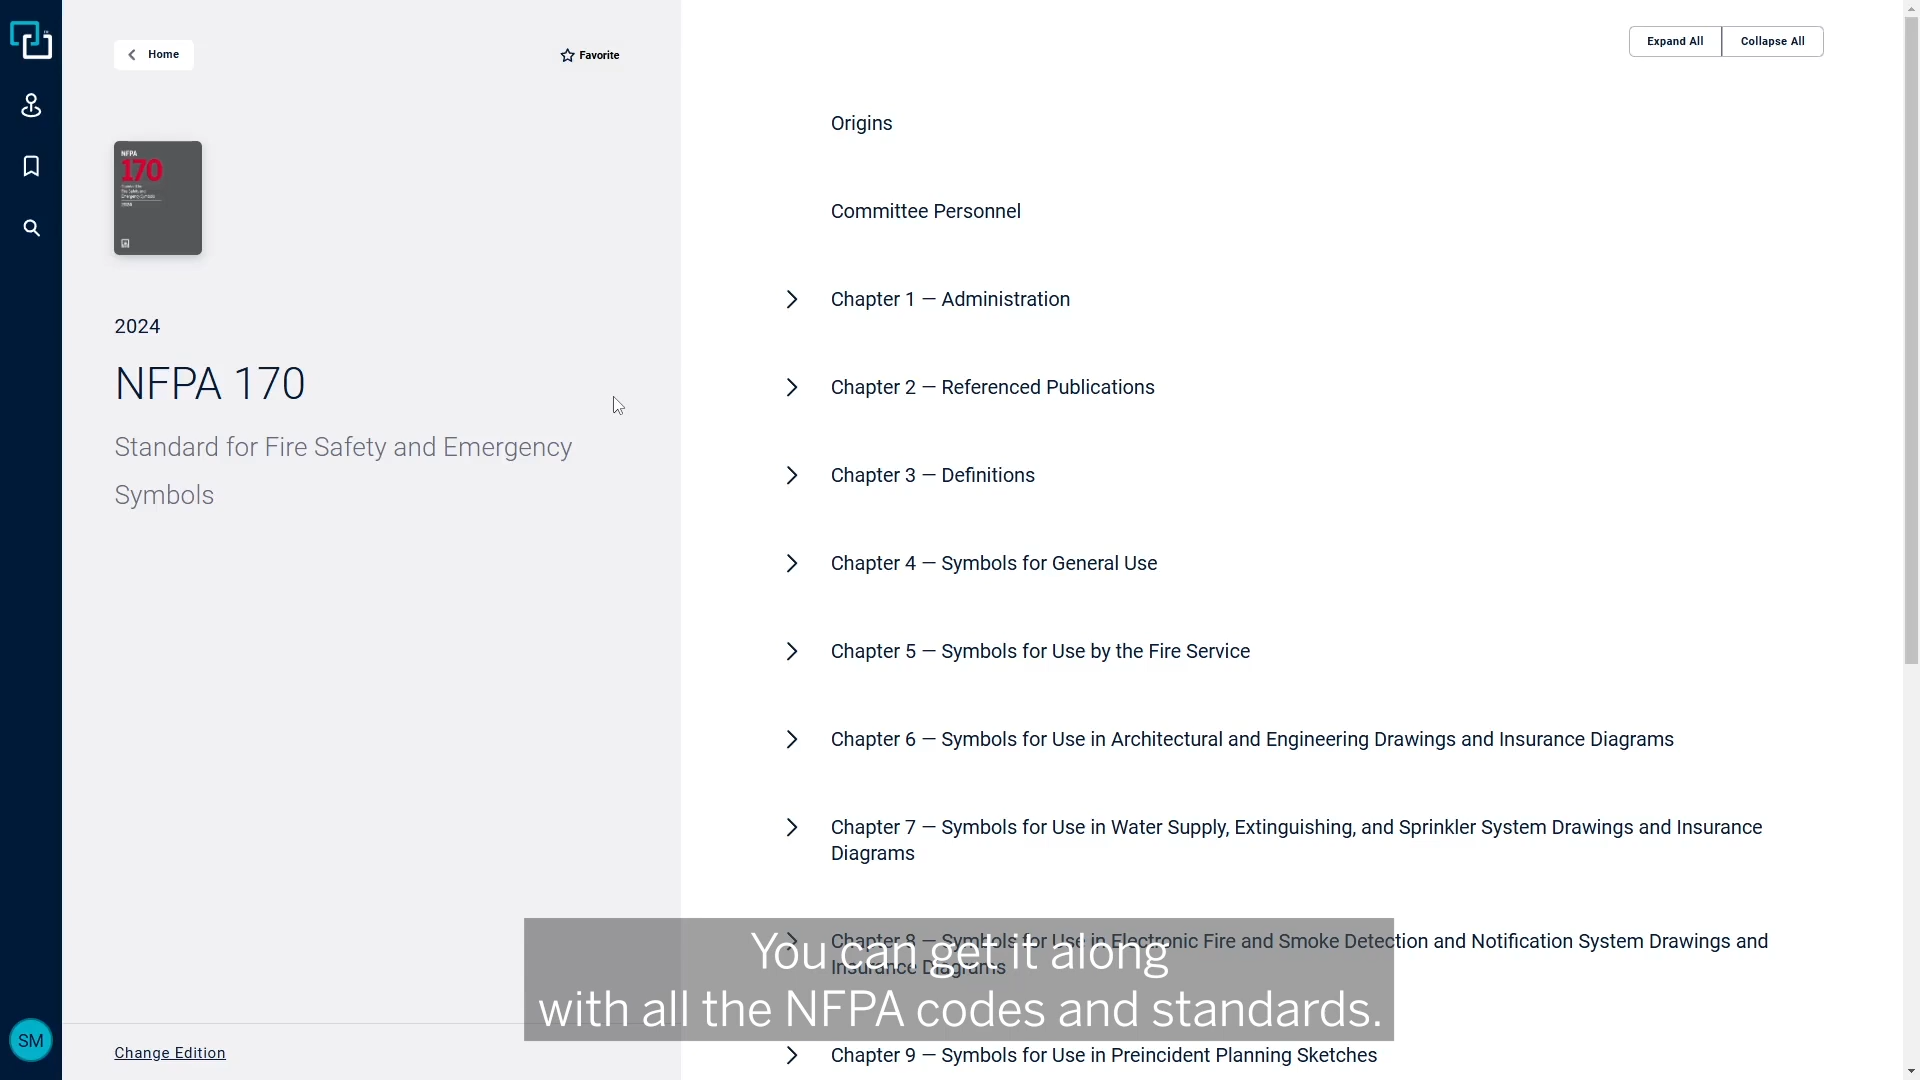 Home
Favorite
NFPA
170
2024
NFPA 170
Standard for Fire Safety and Emergency
Symbols
Change Edition
SM
Expand All
Collapse All
Origins
Committee Personnel
Chapter 1 — Administration
Chapter 2 — Referenced Publications
Chapter 3 — Definitions
Chapter 4 — Symbols for General Use
Chapter 5 — Symbols for Use by the Fire Service
Chapter 6 — Symbols for Use in Architectural and Engineering Drawings and Insurance Diagrams
Chapter 7 — Symbols for Use in Water Supply, Extinguishing, and Sprinkler System Drawings and Insurance
Diagrams
Chapter 8 — Symbols for Use in Electronic Fire and Smoke Detection and Notification System Drawings and
Insurance Diagrams
Chapter 9 — Symbols for Use in Preincident Planning Sketches
You can get it along
with all the NFPA codes and standards.